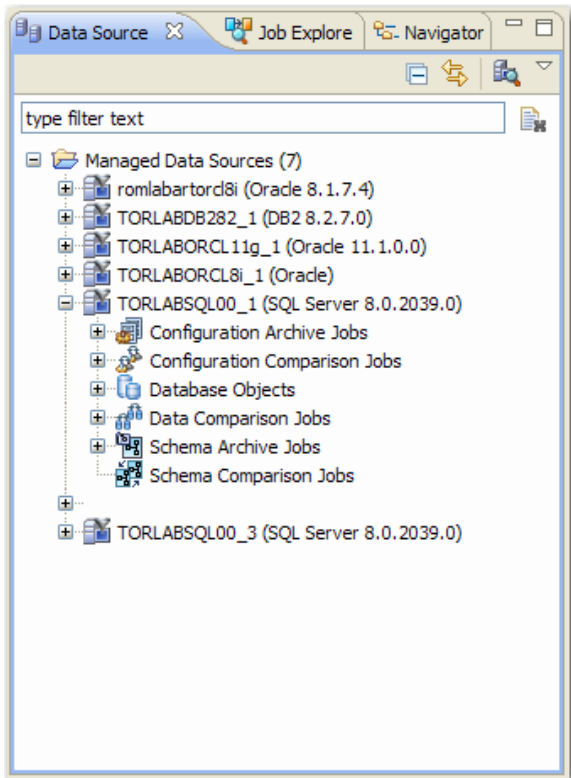 Data Source Job Explore Navigator
type filter text
Managed Data Sources (7)
romlabartorcl8i (Oracle 8.1.7.4)
TORLABDB282_1 (DB2 8.2.7.0)
TORLABORCL11g_1 (Oracle 11.1.0.0)
TORLABORCL8i_1 (Oracle)
TORLABSQL00_1 (SQL Server 8.0.2039.0)
Configuration Archive Jobs
Configuration Comparison Jobs
Database Objects
Data Comparison Jobs
Schema Archive Jobs
Schema Comparison Jobs
TORLABSQL00_3 (SQL Server 8.0.2039.0)